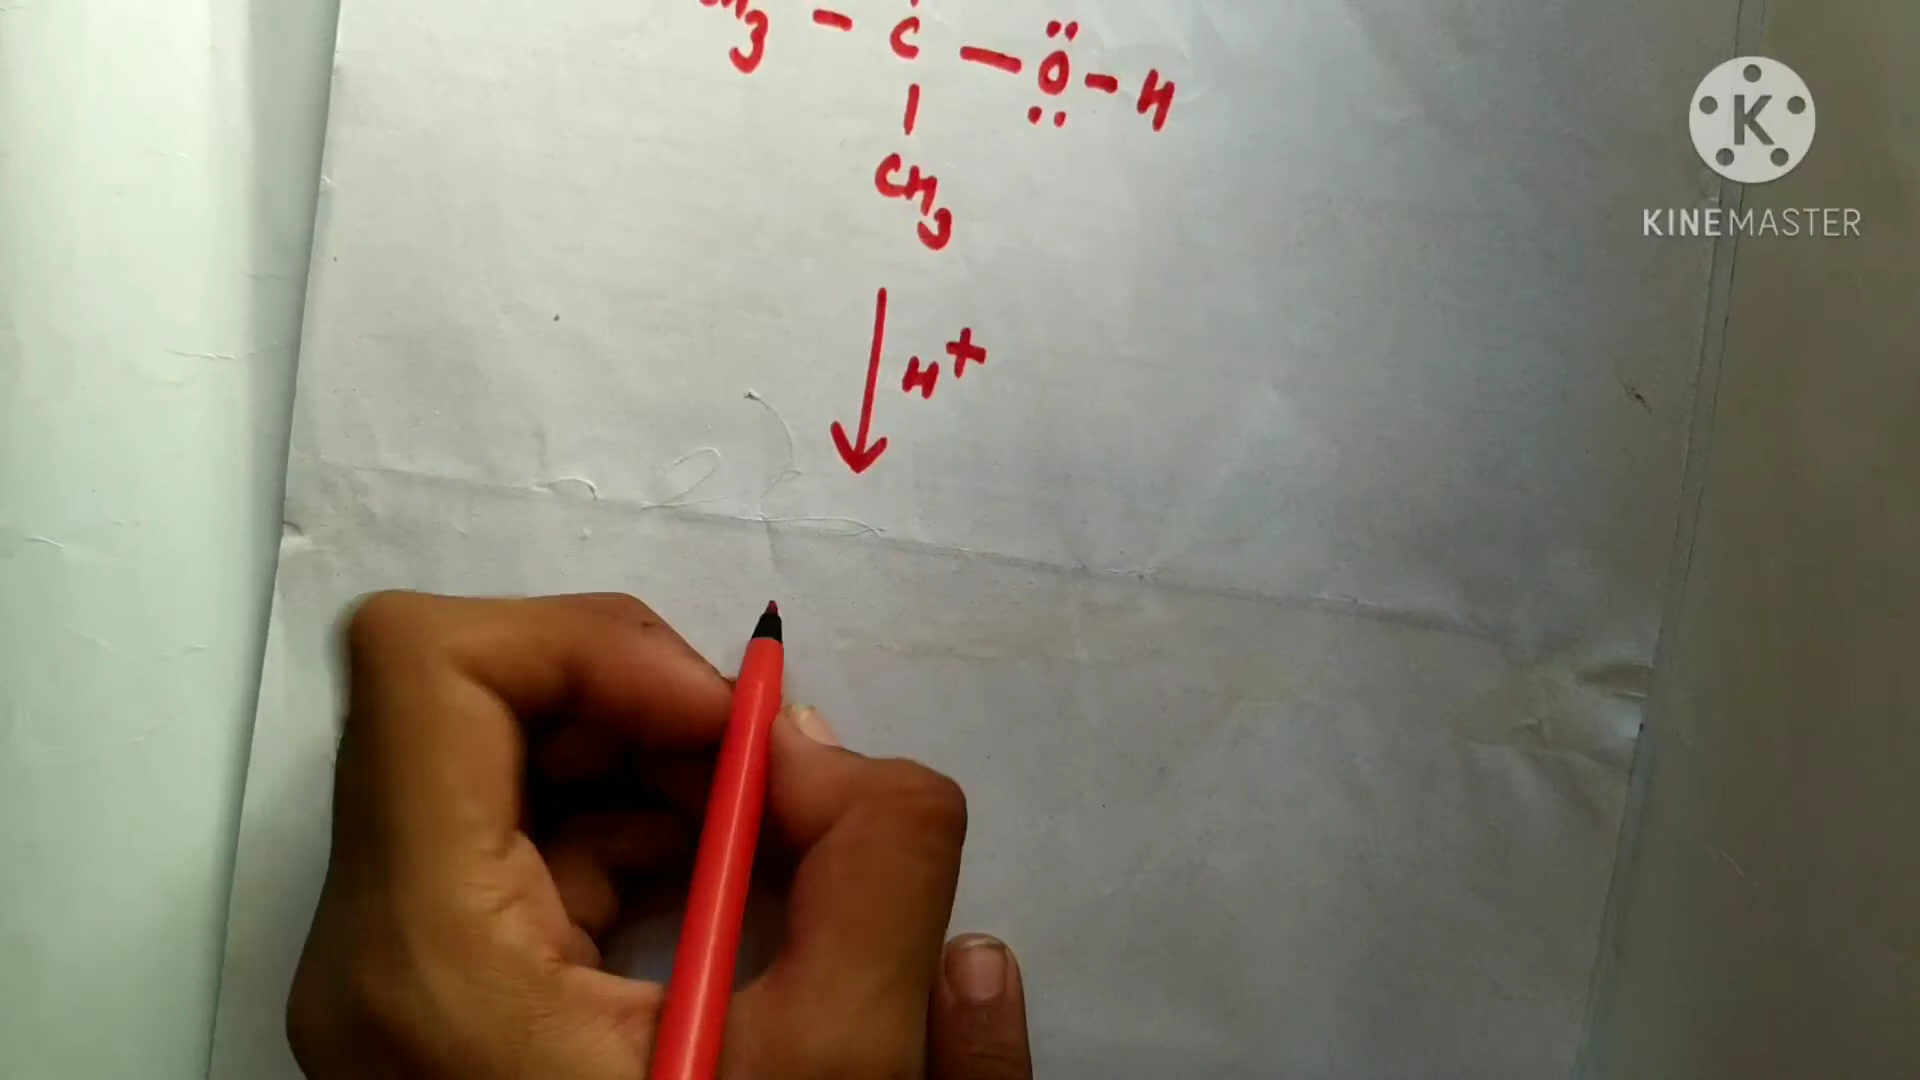 CH3 - C - Ö - H
|
CH3
H+
K
KINEMASTER